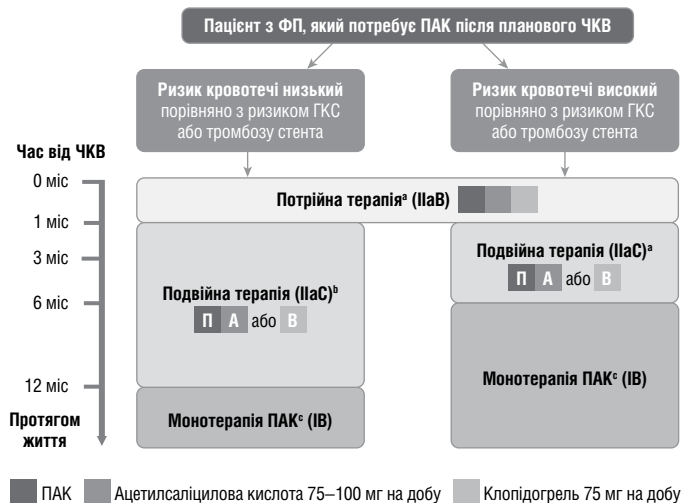 Пацієнт з ФП, який потребує ПАК після планового ЧКВ
Ризик кровотечі низький
порівняно з ризиком ГКС
або тромбозу стента
Ризик кровотечі високий
порівняно з ризиком ГКС
або тромбозу стента
Час від ЧКВ
0 міс
1 міс
3 міс
6 міс
12 міс
Протягом
життя
Потрійна терапіяᵃ (IIaB)
Подвійна терапія (IIaC)ᵇ
П А або В
Монотерапія ПАКᶜ (IB)
Подвійна терапія (IIaC)ᵃ
П А або В
Монотерапія ПАКᶜ (IB)
ПАК Ацетилсаліцилова кислота 75–100 мг на добу Клопідогрель 75 мг на добу